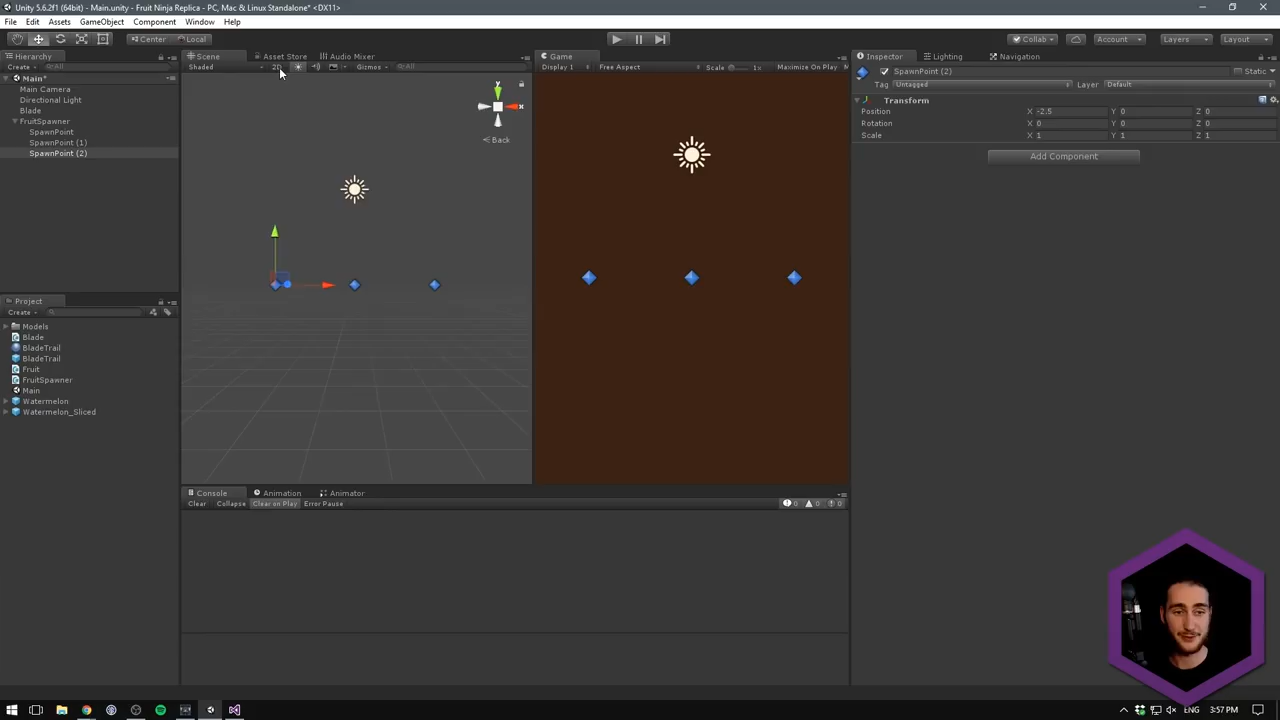 Unity 5.6.2f1 (64bit) - Main.unity - Fruit Ninja Replica - PC, Mac & Linux Standalone* <DX11>
File Edit Assets GameObject Component Window Help
Center Local Collab Account Layers Layout
Hierarchy Scene Asset Store Audio Mixer Game Inspector Lighting Navigation
Create All Shaded 2D Gizmos All Display 1 Free Aspect Scale 1x Maximize On Play M SpawnPoint (2) Static
Main*
Tag Untagged Layer Default
Main Camera
Directional Light
Transform
Blade
Position X -2.5 Y 0 Z 0
FruitSpawner
Rotation X 0 Y 0 Z 0
SpawnPoint
Scale X 1 Y 1 Z 1
SpawnPoint (1)
SpawnPoint (2)
Add Component
y
x
Back
Project
Create
Models
Blade
BladeTrail
BladeTrail
Fruit
FruitSpawner
Main
Watermelon
Watermelon_Sliced
Console Animation Animator
Clear Collapse Clear on Play Error Pause 0 0 0
ENG 3:57 PM